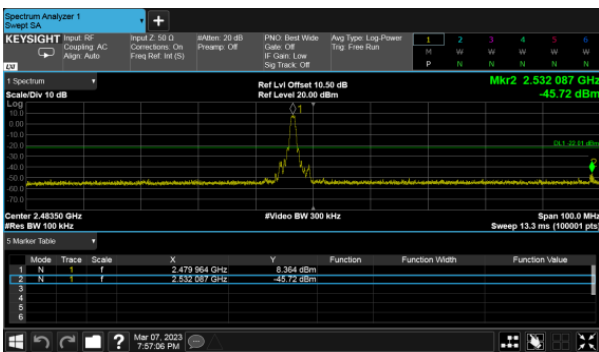 Spectrum Analyzer 1
Swept SA
+
KEYSIGHT Input: RF Input Z: 50 Ω #Atten: 20 dB PNO: Best Wide Avg Type: Log-Power 1 2 3 4 5 6
Coupling: AC Corrections: On Preamp: Off Gate: Off Trig: Free Run M W W W W W
Align: Auto Freq Ref: Int (S) IF Gain: Low P N N N N N
Sig Track: Off
LXI
1 Spectrum Ref Lvl Offset 10.50 dB Mkr2 2.532 087 GHz
Scale/Div 10 dB Ref Level 20.00 dBm -45.72 dBm
Log
10.0 1
0.00
-10.0
-20.0 DL1 -22.01 dBm
-30.0
-40.0
-50.0
-60.0
-70.0
Center 2.48350 GHz #Video BW 300 kHz Span 100.0 MHz
#Res BW 100 kHz Sweep 13.3 ms (100001 pts)
5 Marker Table
Mode Trace Scale X Y Function Function Width Function Value
1 N 1 f 2.479 964 GHz 8.364 dBm
2 N 1 f 2.532 087 GHz -45.72 dBm
3
4
5
6
? Mar 07, 2023
7:57:06 PM